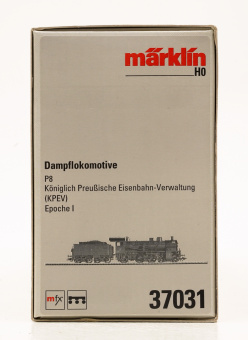 märklin
H0
Dampflokomotive
P8
Königlich Preußische Eisenbahn-Verwaltung
(KPEV)
Epoche I
mfx
37031